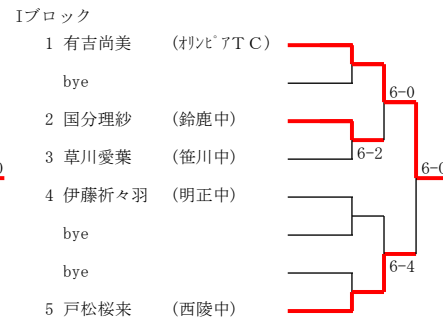 Iブロック
1 有吉尚美 (ｵﾘﾝﾋﾟｱＴＣ)
bye
6-0
2 国分理紗 (鈴鹿中)
3 草川愛葉 (笹川中)
6-2
6-0
4 伊藤祈々羽 (明正中)
bye
bye
6-4
5 戸松桜来 (西陵中)